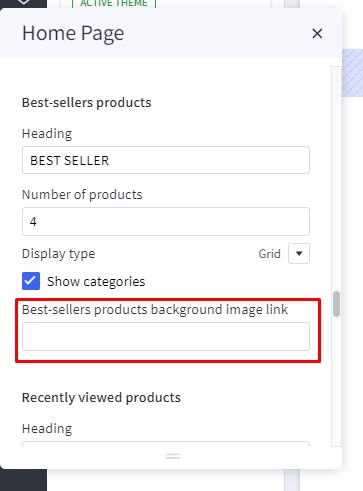 ACTIVE THEME
Home Page
Best-sellers products
Heading
BEST SELLER
Number of products
4
Display type Grid
Show categories
Best-sellers products background image link
Recently viewed products
Heading